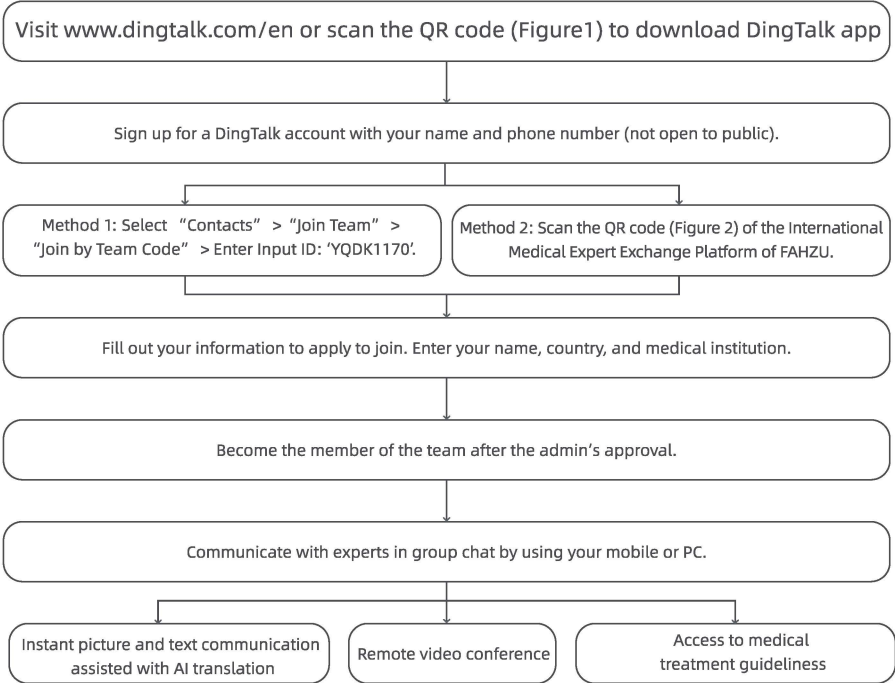 Visit www.dingtalk.com/en or scan the QR code (Figure1) to download DingTalk app
Sign up for a DingTalk account with your name and phone number (not open to public).
Method 1: Select “Contacts” > “Join Team” >
“Join by Team Code” > Enter Input ID: ‘YQDK1170’.
Method 2: Scan the QR code (Figure 2) of the International
Medical Expert Exchange Platform of FAHZU.
Fill out your information to apply to join. Enter your name, country, and medical institution.
Become the member of the team after the admin’s approval.
Communicate with experts in group chat by using your mobile or PC.
Instant picture and text communication
assisted with AI translation
Remote video conference
Access to medical
treatment guideliness